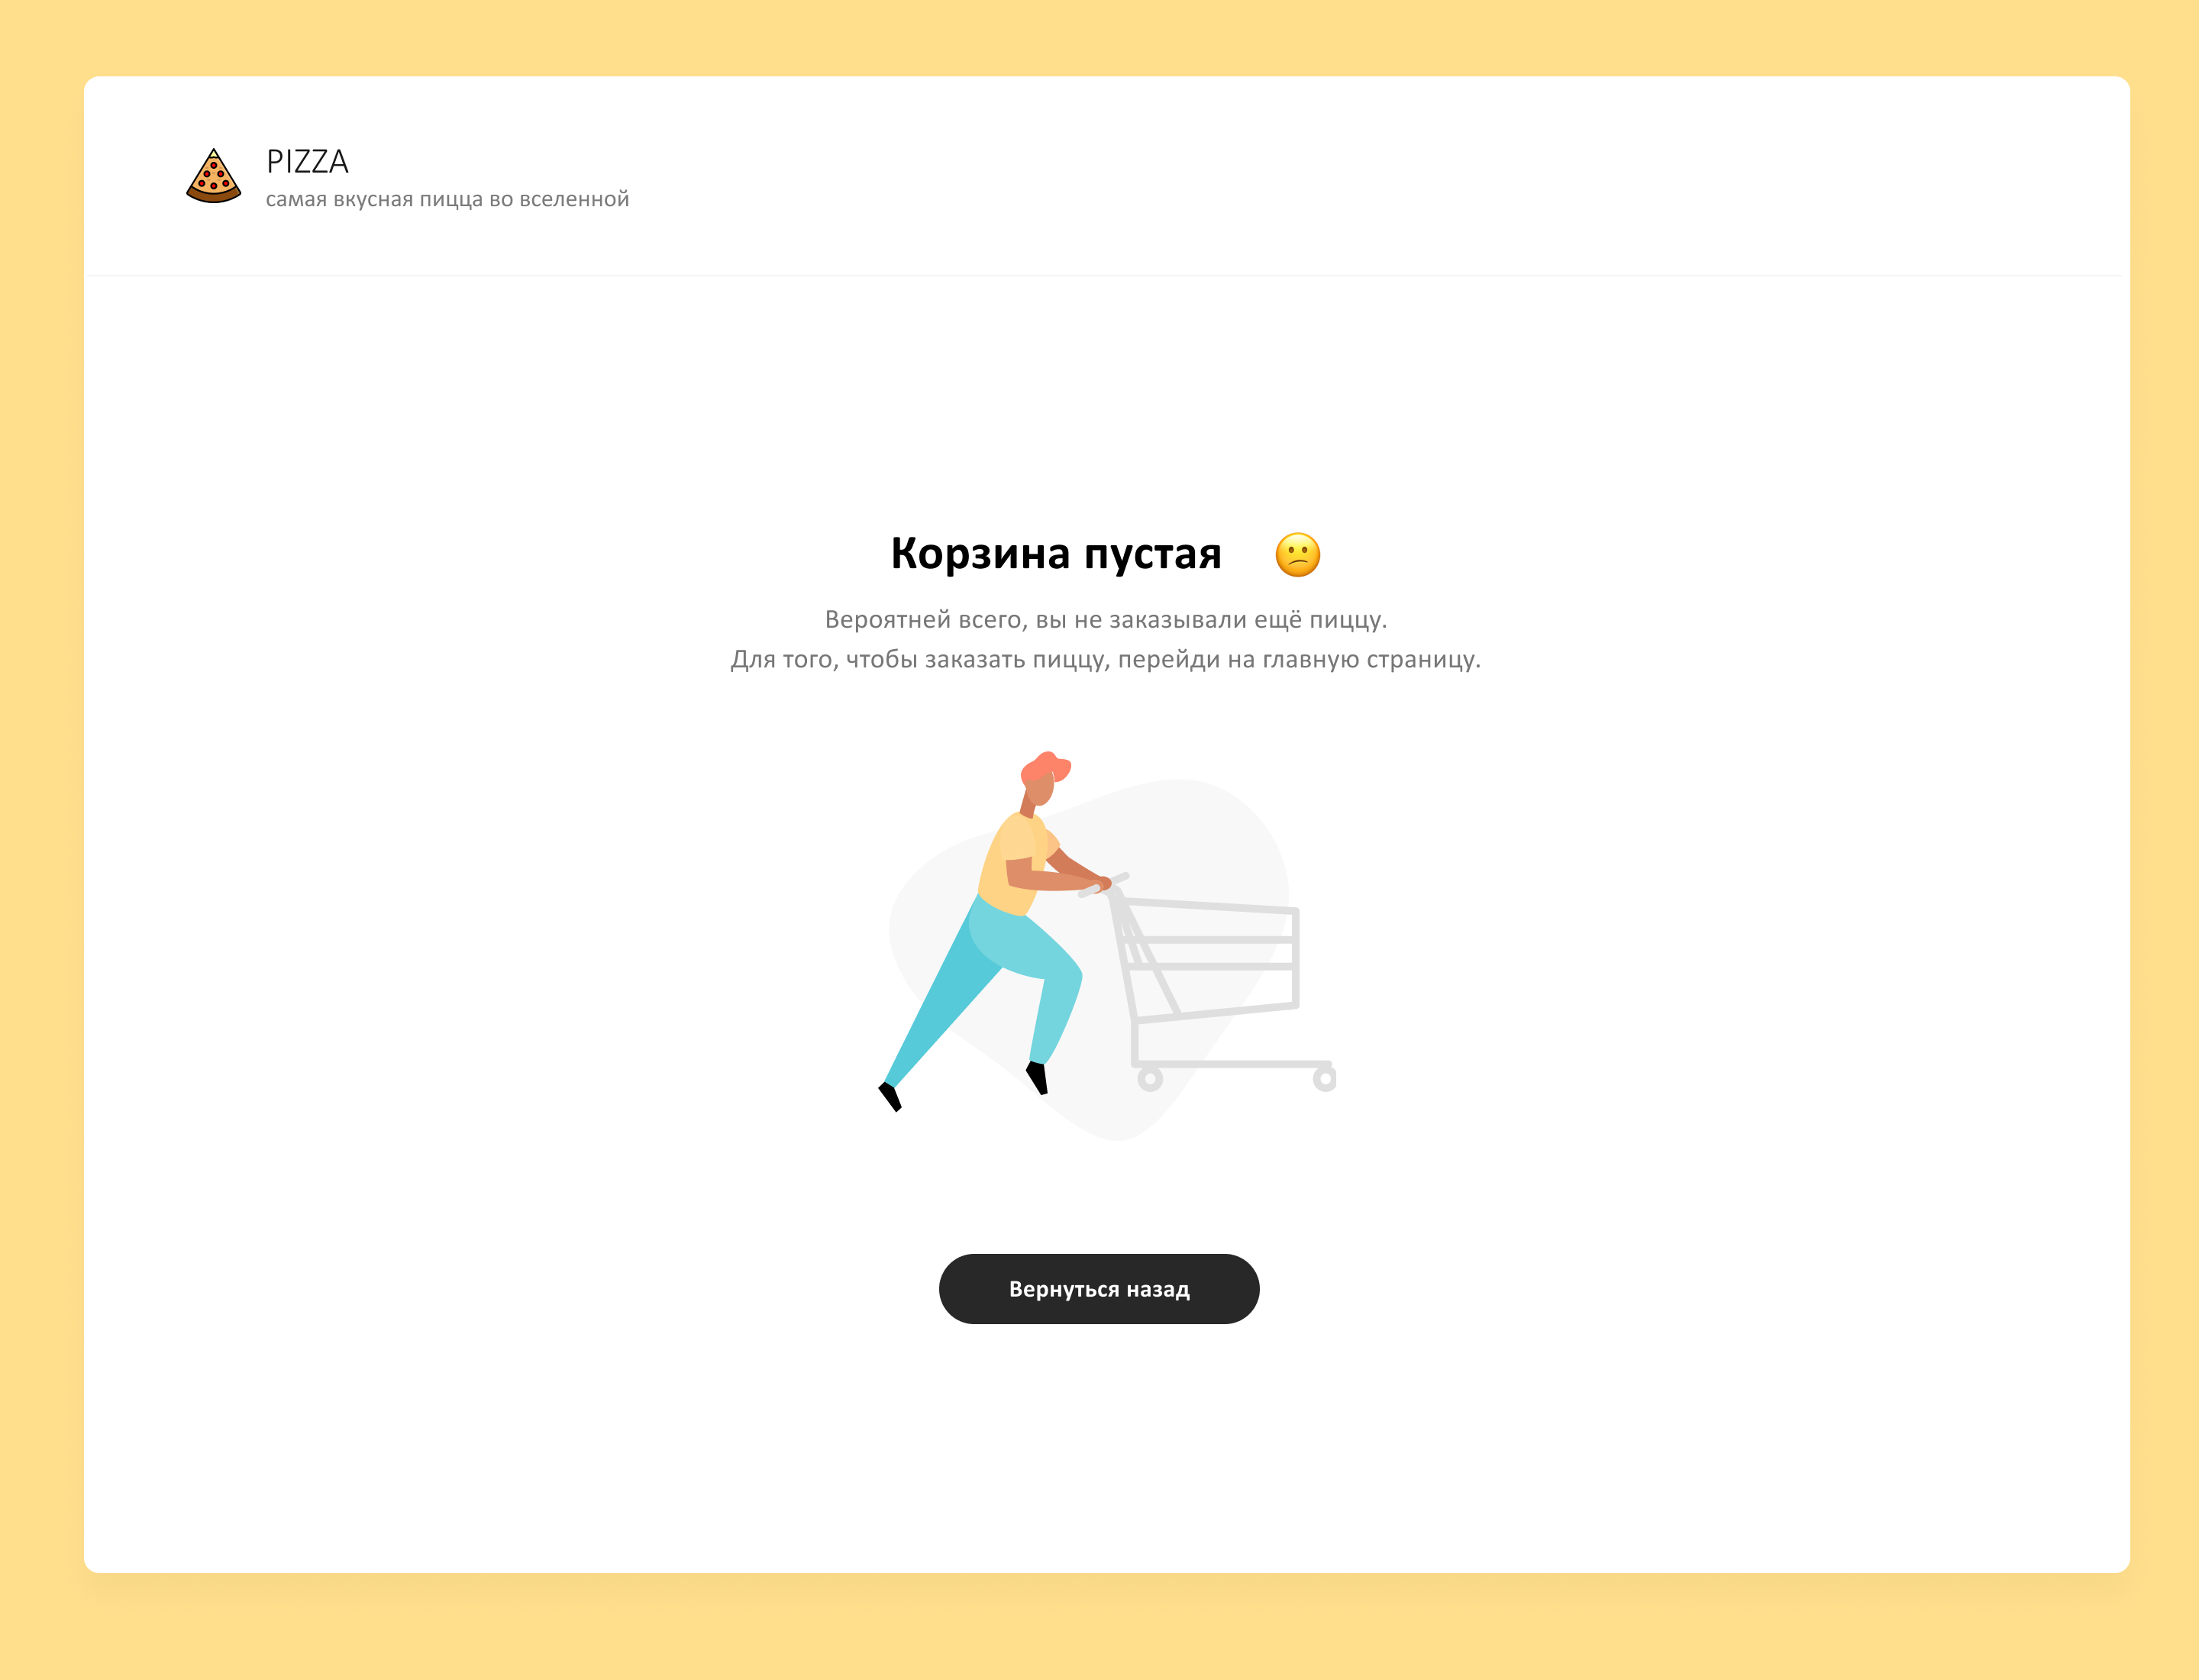 PIZZA
самая вкусная пицца во вселенной
Корзина пустая 😕
Вероятней всего, вы не заказывали ещё пиццу.
Для того, чтобы заказать пиццу, перейди на главную страницу.
Вернуться назад